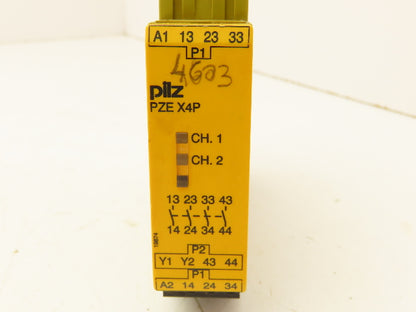 A1 13 23 33
P1
4603
pilz
PZE X4P
CH. 1
CH. 2
13 23 33 43
14 24 34 44
P2
Y1 Y2 43 44
P1
A2 14 24 34